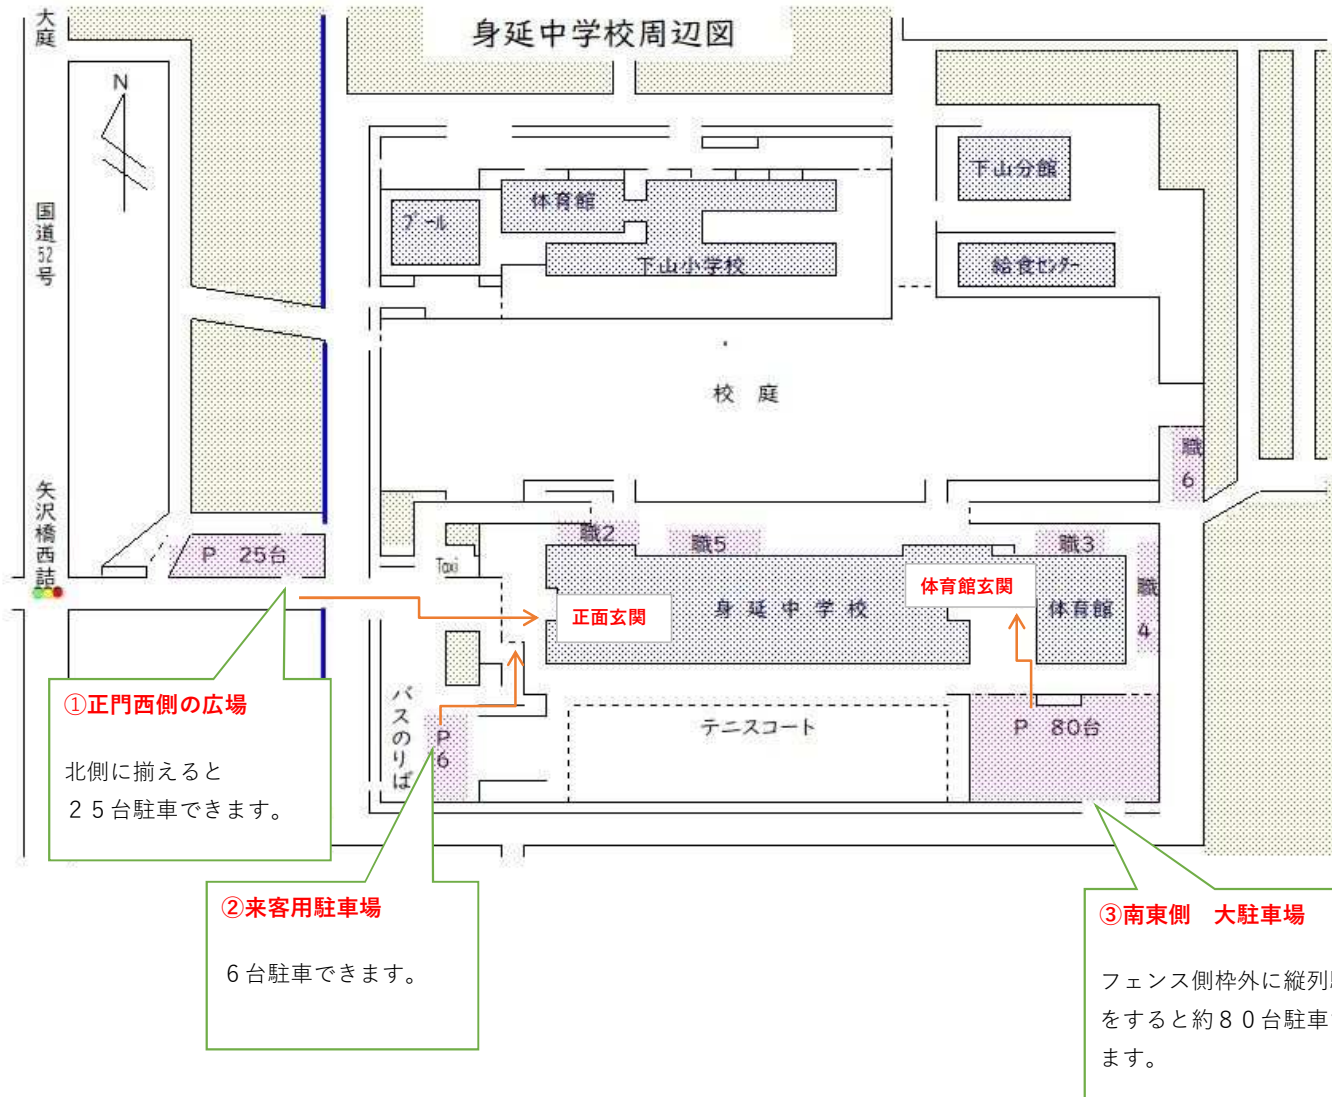 身延中学校周辺図
大庭
N
国道52号
矢沢橋西詰
下山分館
体育館
プール
下山小学校
給食センター
校 庭
職6
職2
職5
職3
職4
P 25台
Taxi
正面玄関
身延中学校
体育館玄関
体育館
バスのりば
P6
テニスコート
P 80台
①正門西側の広場
北側に揃えると
２５台駐車できます。
②来客用駐車場
６台駐車できます。
③南東側　大駐車場
フェンス側枠外に縦列
をすると約８０台駐車
ます。